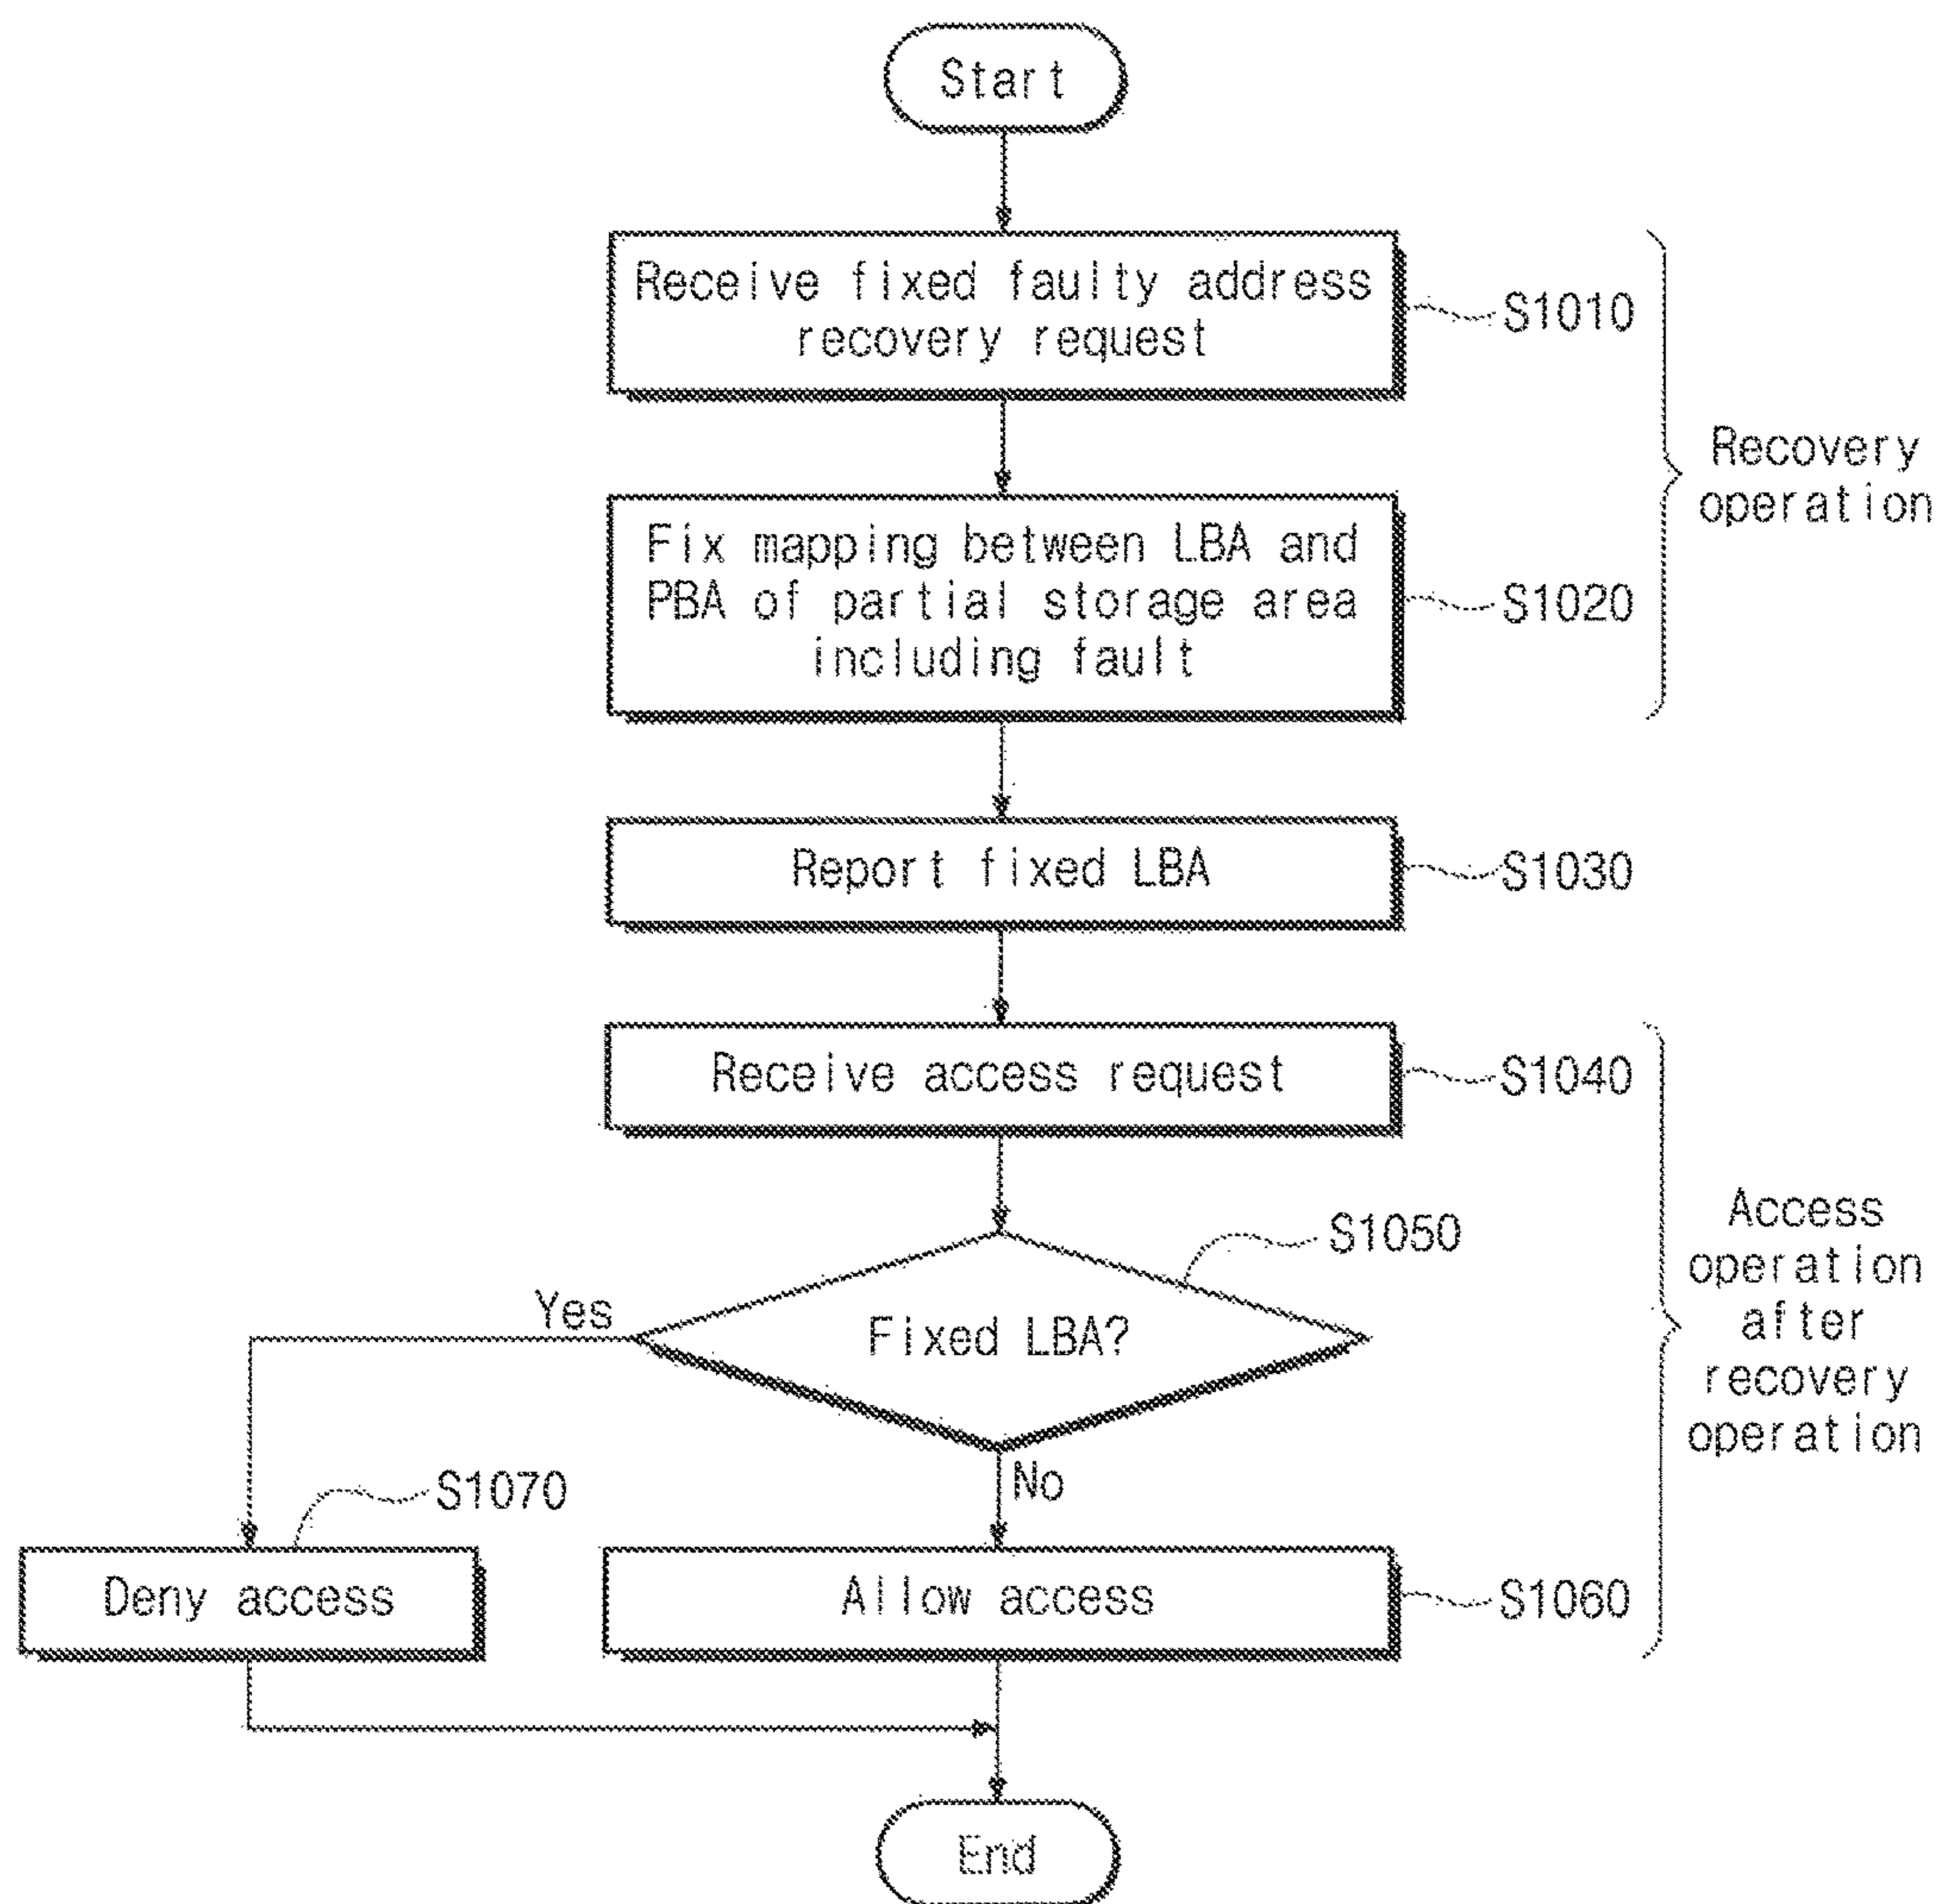 Start
Receive fixed faulty address
recovery request
S1010
Recovery
operation
Fix mapping between LBA and
PBA of partial storage area
including fault
S1020
Report fixed LBA
S1030
Receive access request
S1040
S1050
Fixed LBA?
Yes
No
Access
operation
after
recovery
operation
S1070
Deny access
Allow access
S1060
End